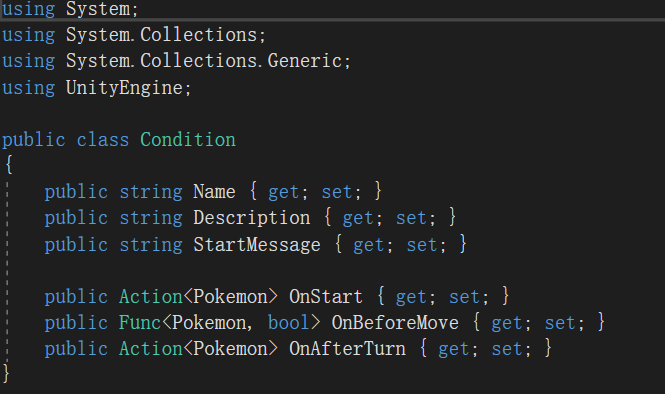 using System;
using System.Collections;
using System.Collections.Generic;
using UnityEngine;
public class Condition
{
public string Name { get; set; }
public string Description { get; set; }
public string StartMessage { get; set; }
public Action<Pokemon> OnStart { get; set; }
public Func<Pokemon, bool> OnBeforeMove { get; set; }
public Action<Pokemon> OnAfterTurn { get; set; }
}